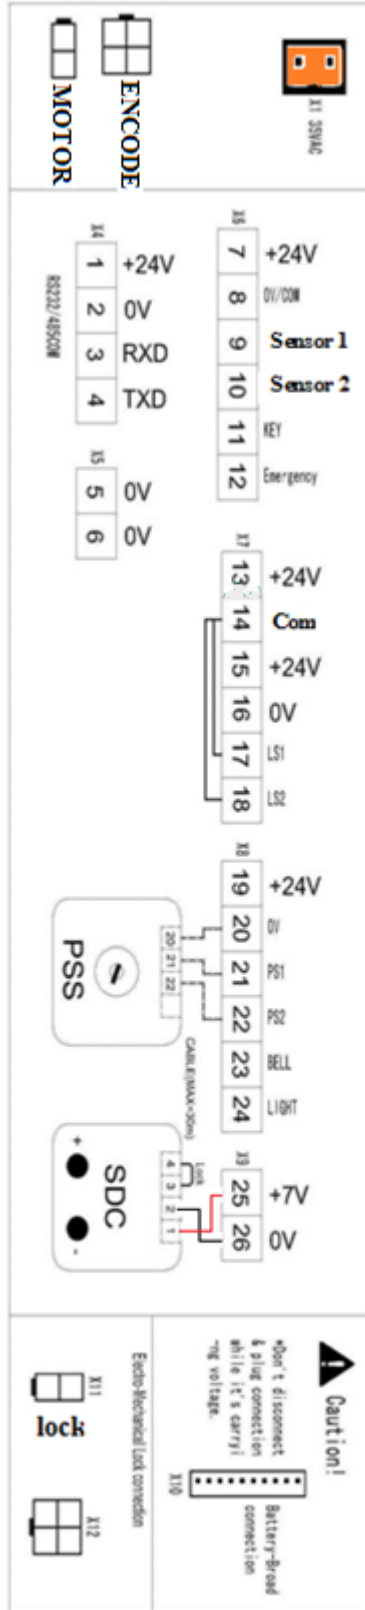 MOTOR
ENCODE
X1 35VAC
X4
1 +24V
2 0V
3 RXD
4 TXD
RS232/485COM
X5
5 0V
6 0V
X6
7 +24V
8 0V/COM
9 Sensor 1
10 Sensor 2
11 KEY
12 Emergency
X7
13 +24V
14 Com
15 +24V
16 0V
17 LS1
18 LS2
X8
19 +24V
20 0V
21 PS1
22 PS2
23 BELL
24 LIGHT
PSS
20
21
22
CABLE(MAX=30m)
X9
25 +7V
26 0V
SDC
+
-
4
3
2
1
Lock
Electro-Mechanical Lock connection
X11
lock
X12
Caution!
*Don't disconnect
& plug connection
while it's carryi
-ng voltage.
X10
Battery-Broad
connection